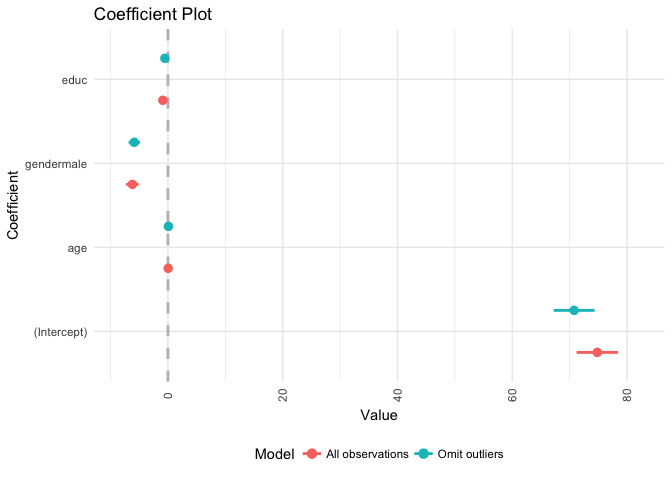 Coefficient Plot
Coefficient
educ
gendermale
age
(Intercept)
0
20
40
60
80
Value
Model All observations Omit outliers